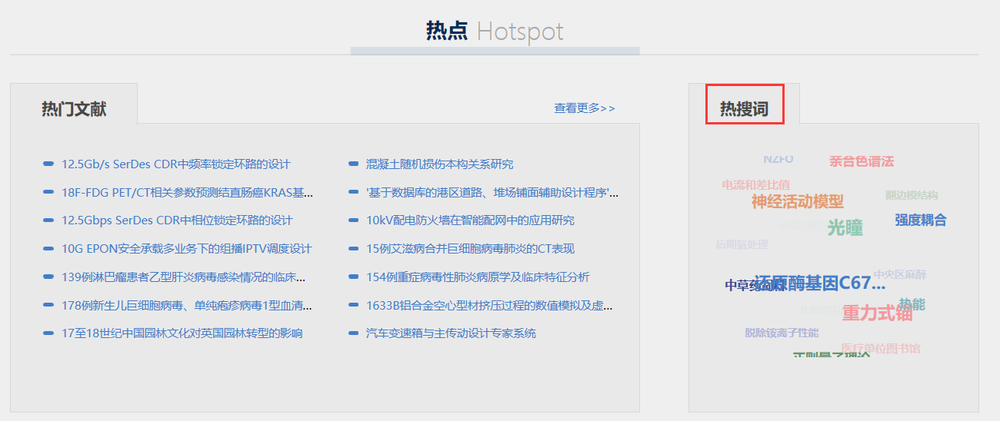 热点 Hotspot
热门文献
查看更多>>
12.5Gb/s SerDes CDR中频率锁定环路的设计
18F-FDG PET/CT相关参数预测结直肠癌KRAS基...
12.5Gbps SerDes CDR中相位锁定环路的设计
10G EPON安全承载多业务下的组播IPTV调度设计
139例淋巴瘤患者乙型肝炎病毒感染情况的临床...
178例新生儿巨细胞病毒、单纯疱疹病毒1型血清...
17至18世纪中国园林文化对英国园林转型的影响
混凝土随机损伤本构关系研究
'基于数据库的港区道路、堆场铺面辅助设计程序'...
10kV配电防火墙在智能配网中的应用研究
15例艾滋病合并巨细胞病毒肺炎的CT表现
154例重症病毒性肺炎病原学及临床特征分析
1633B铝合金空心型材挤压过程的数值模拟及虚...
汽车变速箱与主传动设计专家系统
热搜词
NZFO
亲合色谱法
电流和差比值
翻边模结构
神经活动模型
强度耦合
光瞳
后期氧处理
中央区麻醉
还原酶基因C67...
热能
重力式锚
脱除铵离子性能
医疗单位图书馆
正则量子理论